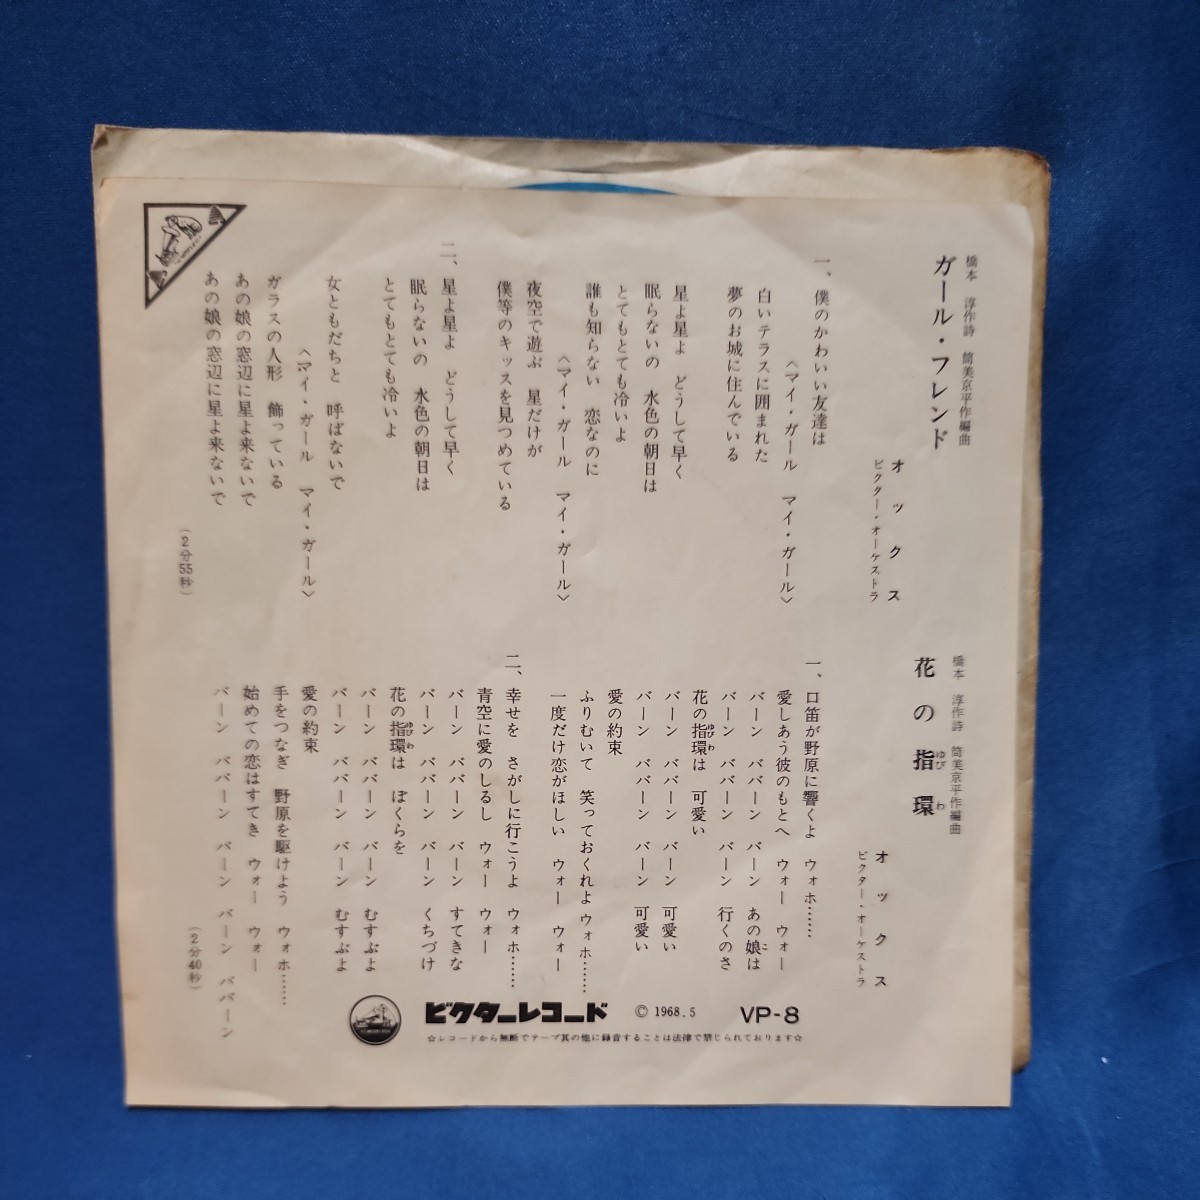 ガール・フレンド
橋本 淳作詩 筒美京平作編曲
オックス
ビクター・オーケストラ
一、僕のかわいい友達は
〈マイ・ガール マイ・ガール〉
白いテラスに囲まれた
夢のお城に住んでいる
星よ星よ どうして早く
眠らないの 水色の朝日は
とてもとても冷いよ
誰も知らない 恋なのに
〈マイ・ガール マイ・ガール〉
夜空で遊ぶ 星だけが
僕等のキッスを見つめている
二、星よ星よ どうして早く
眠らないの 水色の朝日は
とてもとても冷いよ
女ともだちと 呼ばないで
〈マイ・ガール マイ・ガール〉
ガラスの人形 飾っている
あの娘の窓辺に星よ来ないで
あの娘の窓辺に星よ来ないで
(2分55秒)
花の指環
ゆびわ
橋本 淳作詩 筒美京平作編曲
オックス
ビクター・オーケストラ
一、口笛が野原に響くよ ウォホ……
愛しあう彼のもとへ ウォー ウォー
バーン ババーン バーン あの娘は
こ
バーン ババーン バーン 行くのさ
花の指環は 可愛い
ゆびわ
バーン ババーン バーン 可愛い
バーン ババーン バーン 可愛い
愛の約束
ふりむいて 笑っておくれよ ウォホ……
一度だけ恋がほしい ウォー ウォー
二、幸せを さがしに行こうよ ウォホ……
青空に愛のしるし ウォー ウォー
バーン ババーン バーン すてきな
バーン ババーン バーン くちづけ
花の指環は ぼくらを
ゆびわ
バーン ババーン バーン むすぶよ
バーン ババーン バーン むすぶよ
愛の約束
手をつなぎ 野原を駆けよう ウォホ……
始めての恋はすてき ウォー ウォー
バーン ババーン バーン バーン ババーン
(2分40秒)
ビクターレコード © 1968.5 VP-8
☆レコードから無断でテープ其の他に録音することは法律で禁じられております☆